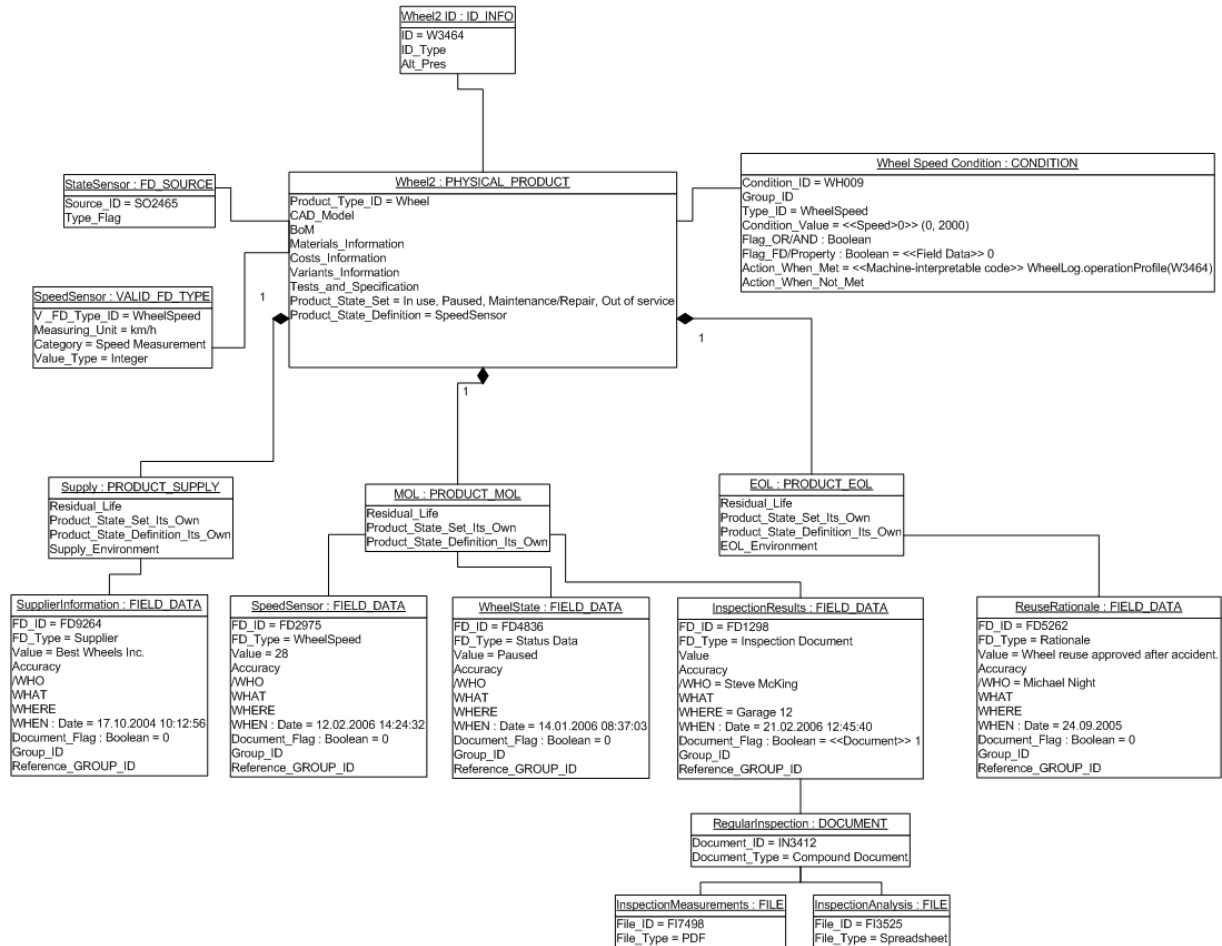 Wheel2 ID : ID_INFO
ID = W3464
ID_Type
Alt_Pres
StateSensor : FD_SOURCE
Source_ID = SO2465
Type_Flag
SpeedSensor : VALID_FD_TYPE
V _FD_Type_ID = WheelSpeed
Measuring_Unit = km/h
Category = Speed Measurement
Value_Type = Integer
Wheel2 : PHYSICAL_PRODUCT
Product_Type_ID = Wheel
CAD_Model
BoM
Materials_Information
Costs_Information
Variants_Information
Tests_and_Specification
Product_State_Set = In use, Paused, Maintenance/Repair, Out of service
Product_State_Definition = SpeedSensor
Wheel Speed Condition : CONDITION
Condition_ID = WH009
Group_ID
Type_ID = WheelSpeed
Condition_Value = <<Speed>0>> (0, 2000)
Flag_OR/AND : Boolean
Flag_FD/Property : Boolean = <<Field Data>> 0
Action_When_Met = <<Machine-interpretable code>> WheelLog.operationProfile(W3464)
Action_When_Not_Met
1
1
1
Supply : PRODUCT_SUPPLY
Residual_Life
Product_State_Set_Its_Own
Product_State_Definition_Its_Own
Supply_Environment
MOL : PRODUCT_MOL
Residual_Life
Product_State_Set_Its_Own
Product_State_Definition_Its_Own
EOL : PRODUCT_EOL
Residual_Life
Product_State_Set_Its_Own
Product_State_Definition_Its_Own
EOL_Environment
SupplierInformation : FIELD_DATA
FD_ID = FD9264
FD_Type = Supplier
Value = Best Wheels Inc.
Accuracy
/WHO
WHAT
WHERE
WHEN : Date = 17.10.2004 10:12:56
Document_Flag : Boolean = 0
Group_ID
Reference_GROUP_ID
SpeedSensor : FIELD_DATA
FD_ID = FD2975
FD_Type = WheelSpeed
Value = 28
Accuracy
/WHO
WHAT
WHERE
WHEN : Date = 12.02.2006 14:24:32
Document_Flag : Boolean = 0
Group_ID
Reference_GROUP_ID
WheelState : FIELD_DATA
FD_ID = FD4836
FD_Type = Status Data
Value = Paused
Accuracy
/WHO
WHAT
WHERE
WHEN : Date = 14.01.2006 08:37:03
Document_Flag : Boolean = 0
Group_ID
Reference_GROUP_ID
InspectionResults : FIELD_DATA
FD_ID = FD1298
FD_Type = Inspection Document
Value
Accuracy
/WHO = Steve McKing
WHAT
WHERE = Garage 12
WHEN : Date = 21.02.2006 12:45:40
Document_Flag : Boolean = <<Document>> 1
Group_ID
Reference_GROUP_ID
ReuseRationale : FIELD_DATA
FD_ID = FD5262
FD_Type = Rationale
Value = Wheel reuse approved after accident.
Accuracy
/WHO = Michael Night
WHAT
WHERE
WHEN : Date = 24.09.2005
Document_Flag : Boolean = 0
Group_ID
Reference_GROUP_ID
RegularInspection : DOCUMENT
Document_ID = IN3412
Document_Type = Compound Document
InspectionMeasurements : FILE
File_ID = FI7498
File_Type = PDF
InspectionAnalysis : FILE
File_ID = FI3525
File_Type = Spreadsheet